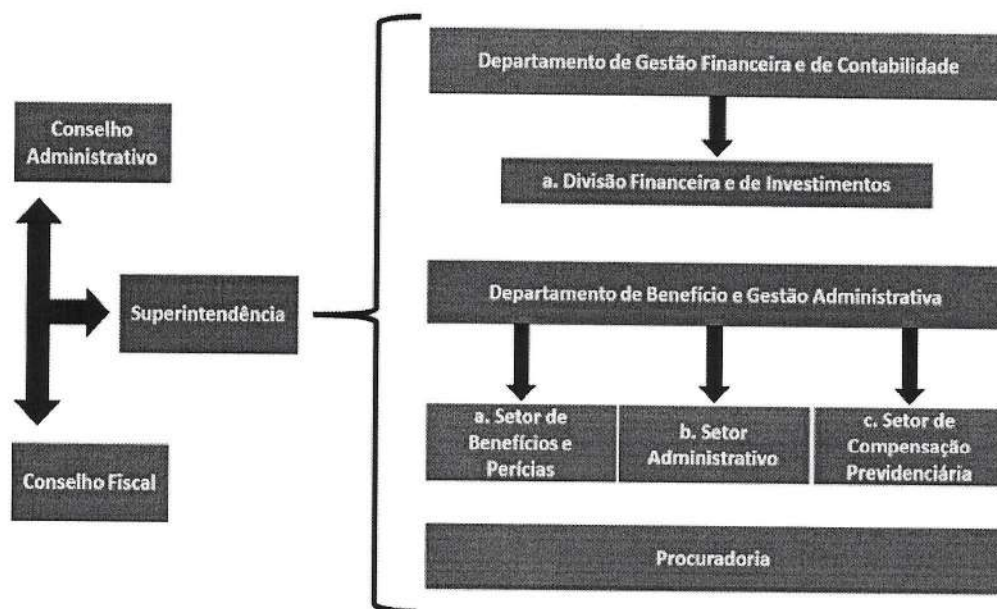 Conselho
Administrativo
Superintendência
Conselho Fiscal
Departamento de Gestão Financeira e de Contabilidade
a. Divisão Financeira e de Investimentos
Departamento de Benefício e Gestão Administrativa
a. Setor de
Benefícios e
Perícias
b. Setor
Administrativo
c. Setor de
Compensação
Previdenciária
Procuradoria